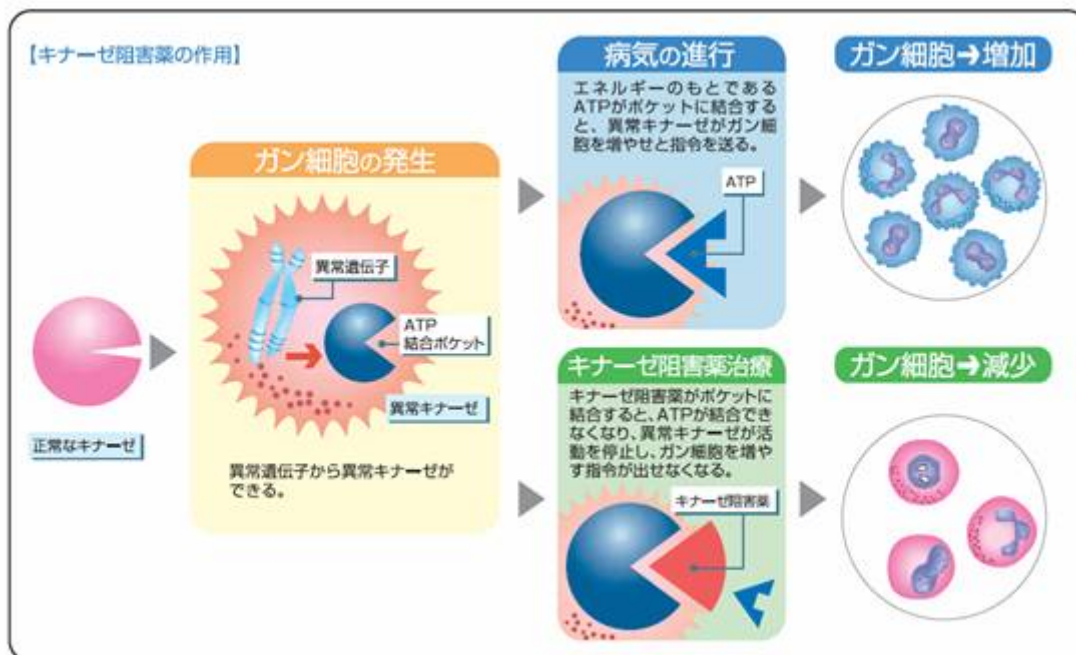 【キナーゼ阻害薬の作用】
正常なキナーゼ
ガン細胞の発生
異常遺伝子
ATP
結合ポケット
異常キナーゼ
異常遺伝子から異常キナーゼが
できる。
病気の進行
エネルギーのもとである
ATPがポケットに結合する
と、異常キナーゼがガン細
胞を増やせと指令を送る。
ATP
ガン細胞→増加
キナーゼ阻害薬治療
キナーゼ阻害薬がポケットに
結合すると、ATPが結合でき
なくなり、異常キナーゼが活
動を停止し、ガン細胞を増や
す指令が出せなくなる。
キナーゼ阻害薬
ガン細胞→減少